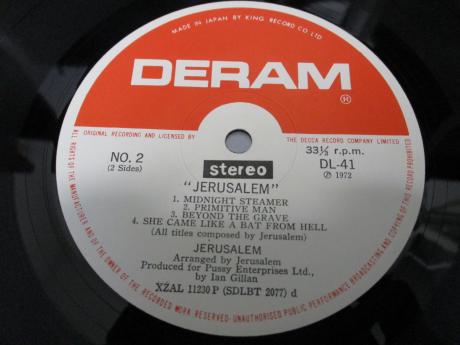 MADE IN JAPAN BY KING RECORD CO. LTD
DERAM
R
ORIGINAL RECORDING AND LICENSED BY THE DECCA RECORD COMPANY LIMITED
NO. 2
(2 Sides)
stereo
33⅓ r.p.m.
DL-41
Ⓟ 1972
"JERUSALEM"
1. MIDNIGHT STEAMER
2. PRIMITIVE MAN
3. BEYOND THE GRAVE
4. SHE CAME LIKE A BAT FROM HELL
(All titles composed by Jerusalem)
JERUSALEM
Arranged by Jerusalem
Produced for Pussy Enterprises Ltd.,
by Ian Gillan
XZAL 11230 P (SDLBT 2077) d
ALL RIGHTS OF THE MANUFACTURER AND OF THE OWNER OF THE RECORDED WORK RESERVED-UNAUTHORISED PUBLIC PERFORMANCE BROADCASTING AND COPYING OF THIS RECORD PROHIBITED